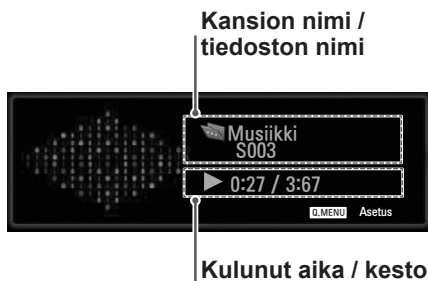 Kansion nimi /
tiedoston nimi
Musiikki
S003
0:27 / 3:67
Q.MENU Asetus
Kulunut aika / kesto